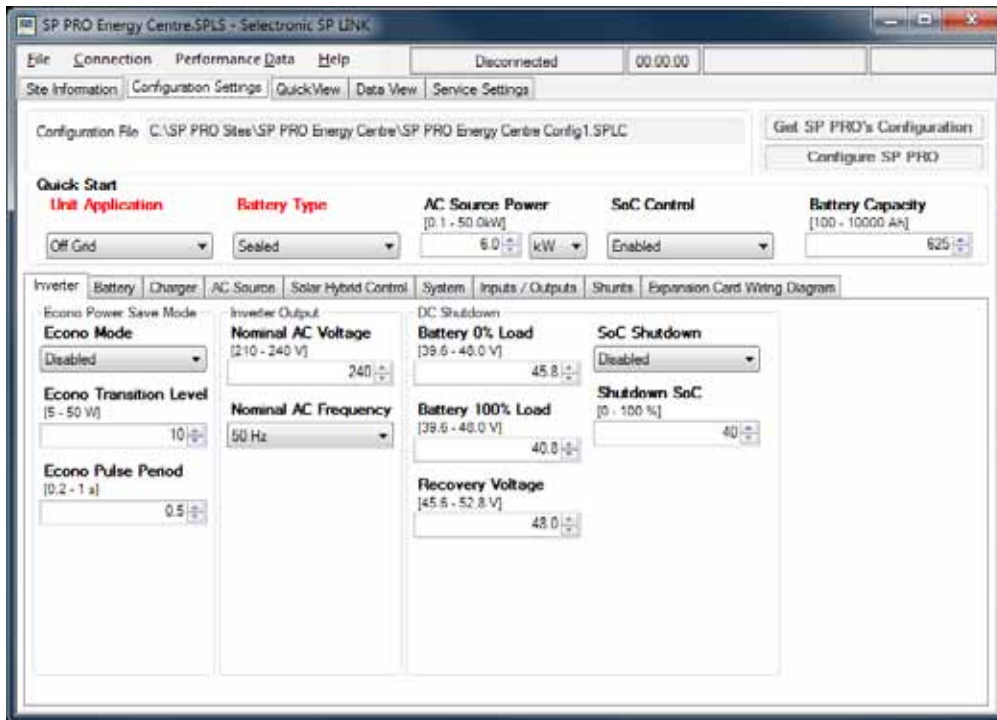 SP PRO Energy Centre.SPLS - Selectronic SP LINK
File Connection Performance Data Help Disconnected 00:00:00
Site Information Configuration Settings QuickView Data View Service Settings
Configuration File C:\SP PRO Sites\SP PRO Energy Centre\SP PRO Energy Centre Config1.SPLC
Get SP PRO's Configuration
Configure SP PRO
Quick Start
Unit Application Battery Type AC Source Power SoC Control Battery Capacity
[0.1 - 50.0kW] [100 - 10000 Ah]
Off Grid Sealed 6.0 kW Enabled 625
Inverter Battery Charger AC Source Solar Hybrid Control System Inputs / Outputs Shunts Expansion Card Wiring Diagram
Econo Power Save Mode Inverter Output DC Shutdown
Econo Mode Nominal AC Voltage Battery 0% Load SoC Shutdown
[210 - 240 V] [39.6 - 48.0 V]
Disabled 240 45.8 Disabled
Econo Transition Level Nominal AC Frequency Battery 100% Load Shutdown SoC
[5 - 50 W] [39.6 - 48.0 V] [0 - 100 %]
10 50 Hz 40.8 40
Econo Pulse Period Recovery Voltage
[0.2 - 1 s] [45.6 - 52.8 V]
0.5 48.0